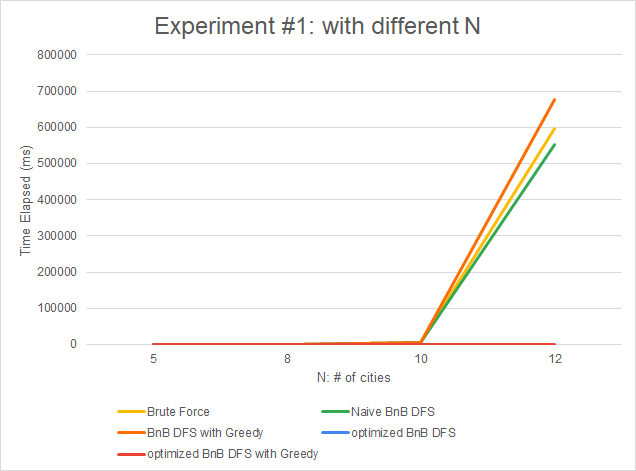 Experiment #1: with different N
800000
700000
600000
500000
400000
300000
200000
100000
0
Time Elapsed (ms)
5 8 10 12
N: # of cities
Brute Force Naive BnB DFS
BnB DFS with Greedy optimized BnB DFS
optimized BnB DFS with Greedy